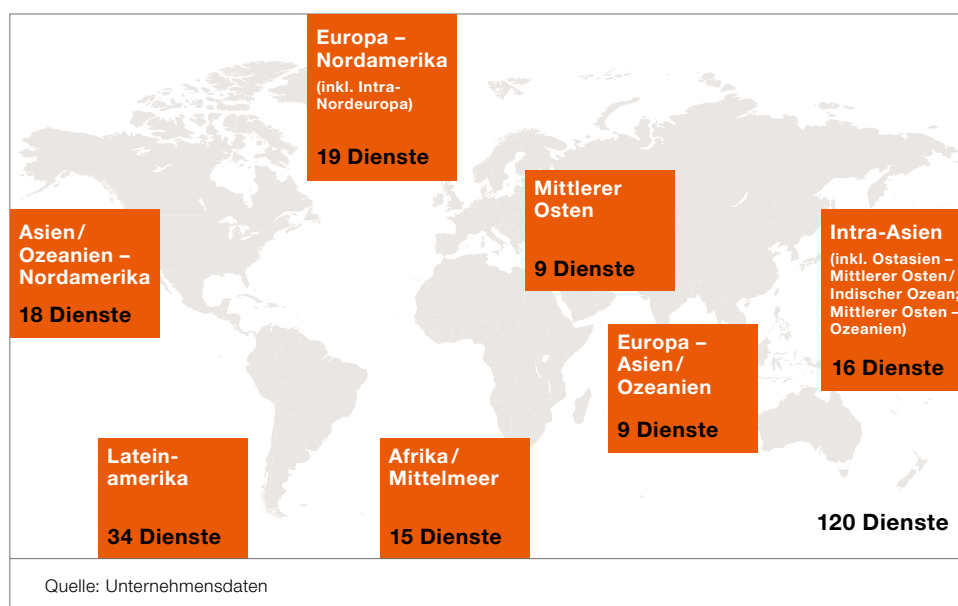 Europa –
Nordamerika
(inkl. Intra-
Nordeuropa)
19 Dienste
Mittlerer
Osten
9 Dienste
Asien/
Ozeanien –
Nordamerika
18 Dienste
Intra-Asien
(inkl. Ostasien –
Mittlerer Osten/
Indischer Ozean;
Mittlerer Osten –
Ozeanien)
16 Dienste
Europa –
Asien/
Ozeanien
9 Dienste
Latein-
amerika
34 Dienste
Afrika/
Mittelmeer
15 Dienste
120 Dienste
Quelle: Unternehmensdaten